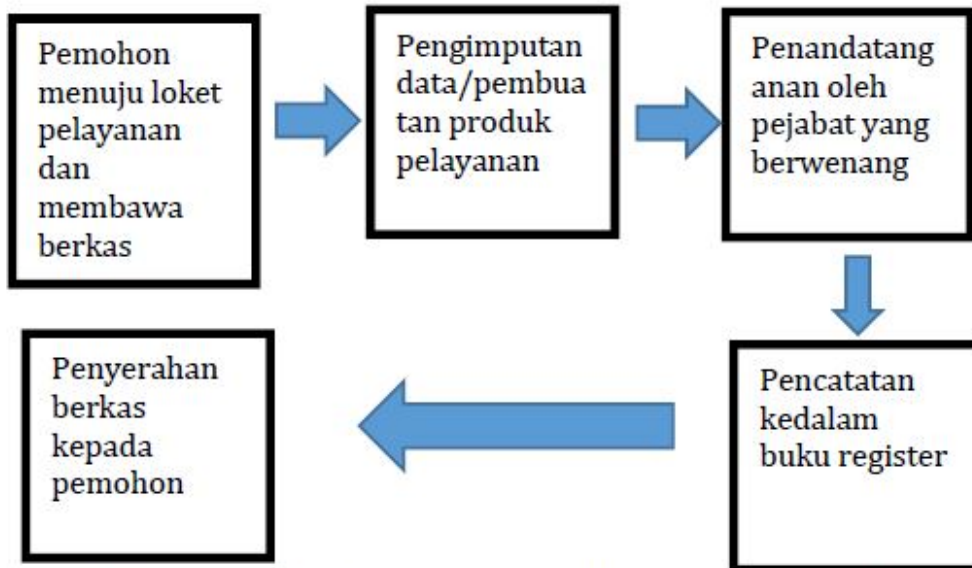 Pemohon
menuju loket
pelayanan
dan
membawa
berkas
Pengimputan
data/pembua
tan produk
pelayanan
Penandatang
anan oleh
pejabat yang
berwenang
Pencatatan
kedalam
buku register
Penyerahan
berkas
kepada
pemohon